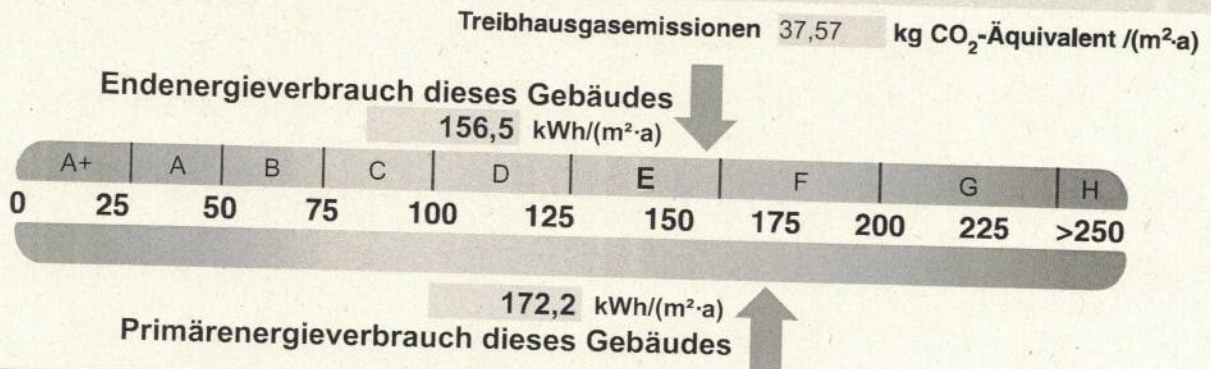 Treibhausgasemissionen 37,57 kg CO₂-Äquivalent /(m²·a)
Endenergieverbrauch dieses Gebäudes
156,5 kWh/(m²·a)
A+ A B C D E F G H
0 25 50 75 100 125 150 175 200 225 >250
172,2 kWh/(m²·a)
Primärenergieverbrauch dieses Gebäudes